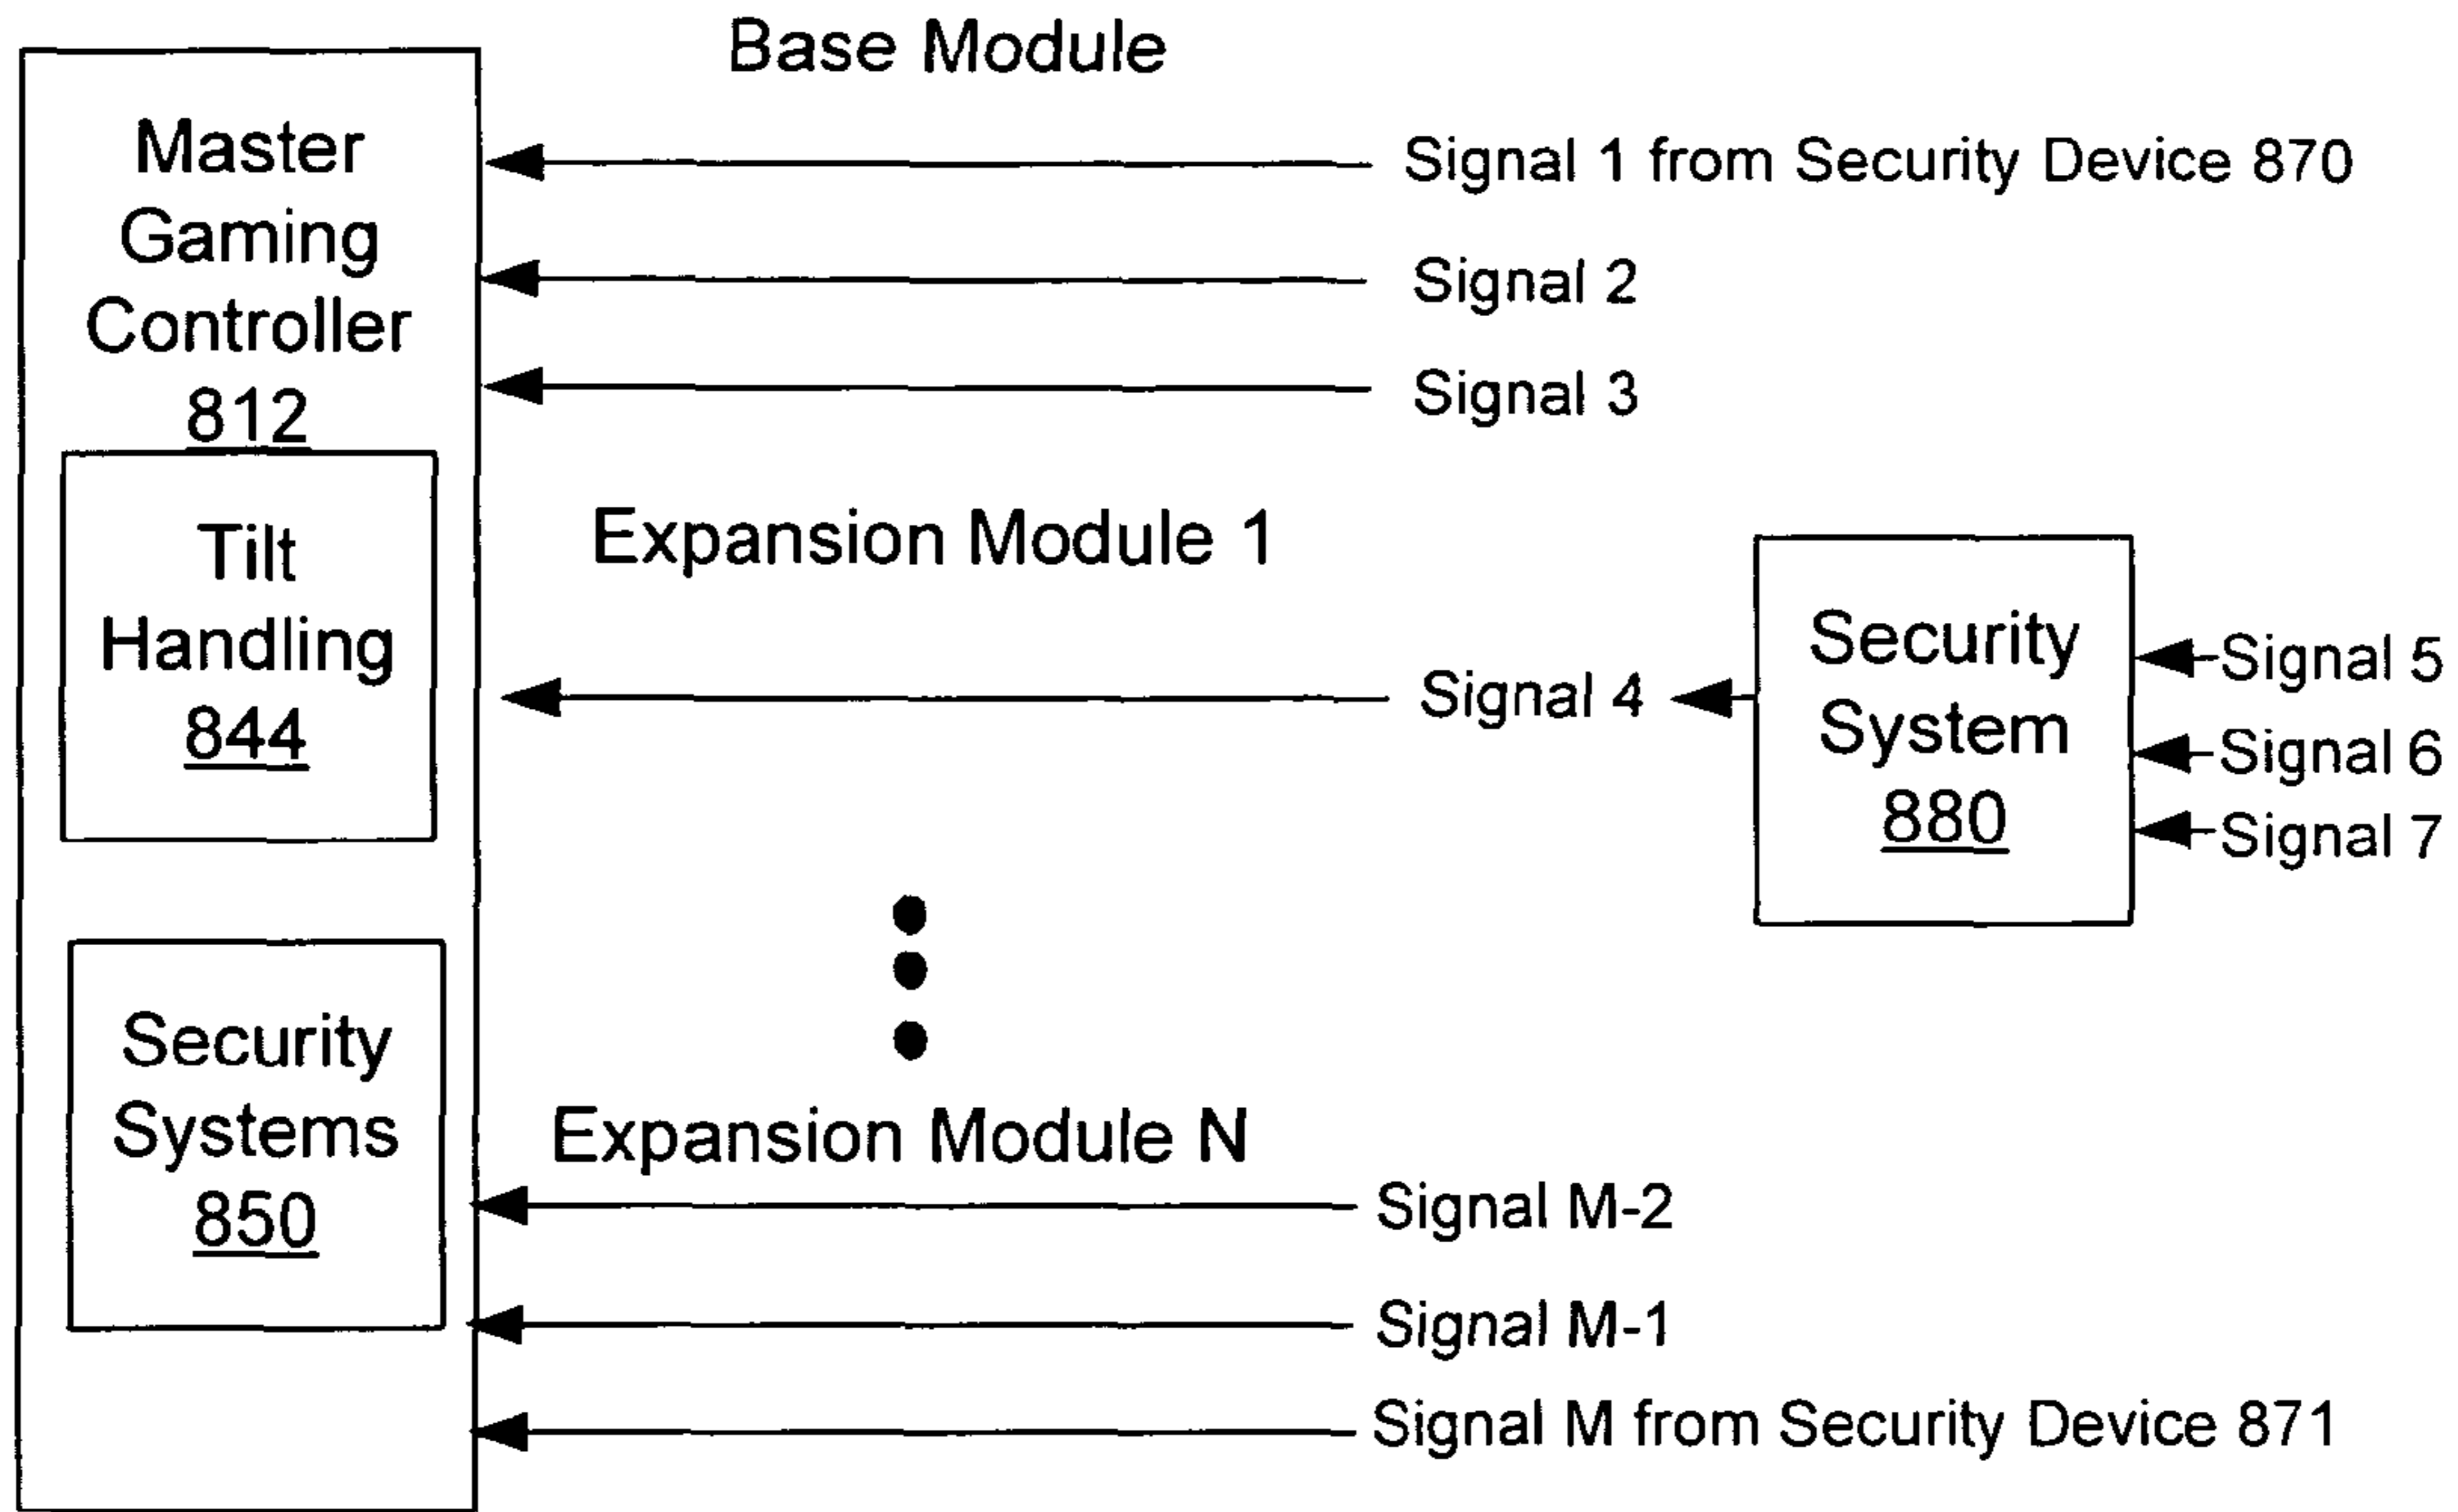 Base Module
Master
Gaming
Controller
812
Signal 1 from Security Device 870
Signal 2
Signal 3
Tilt
Handling
844
Expansion Module 1
Signal 4
Security
System
880
Signal 5
Signal 6
Signal 7
Security
Systems
850
Expansion Module N
Signal M-2
Signal M-1
Signal M from Security Device 871